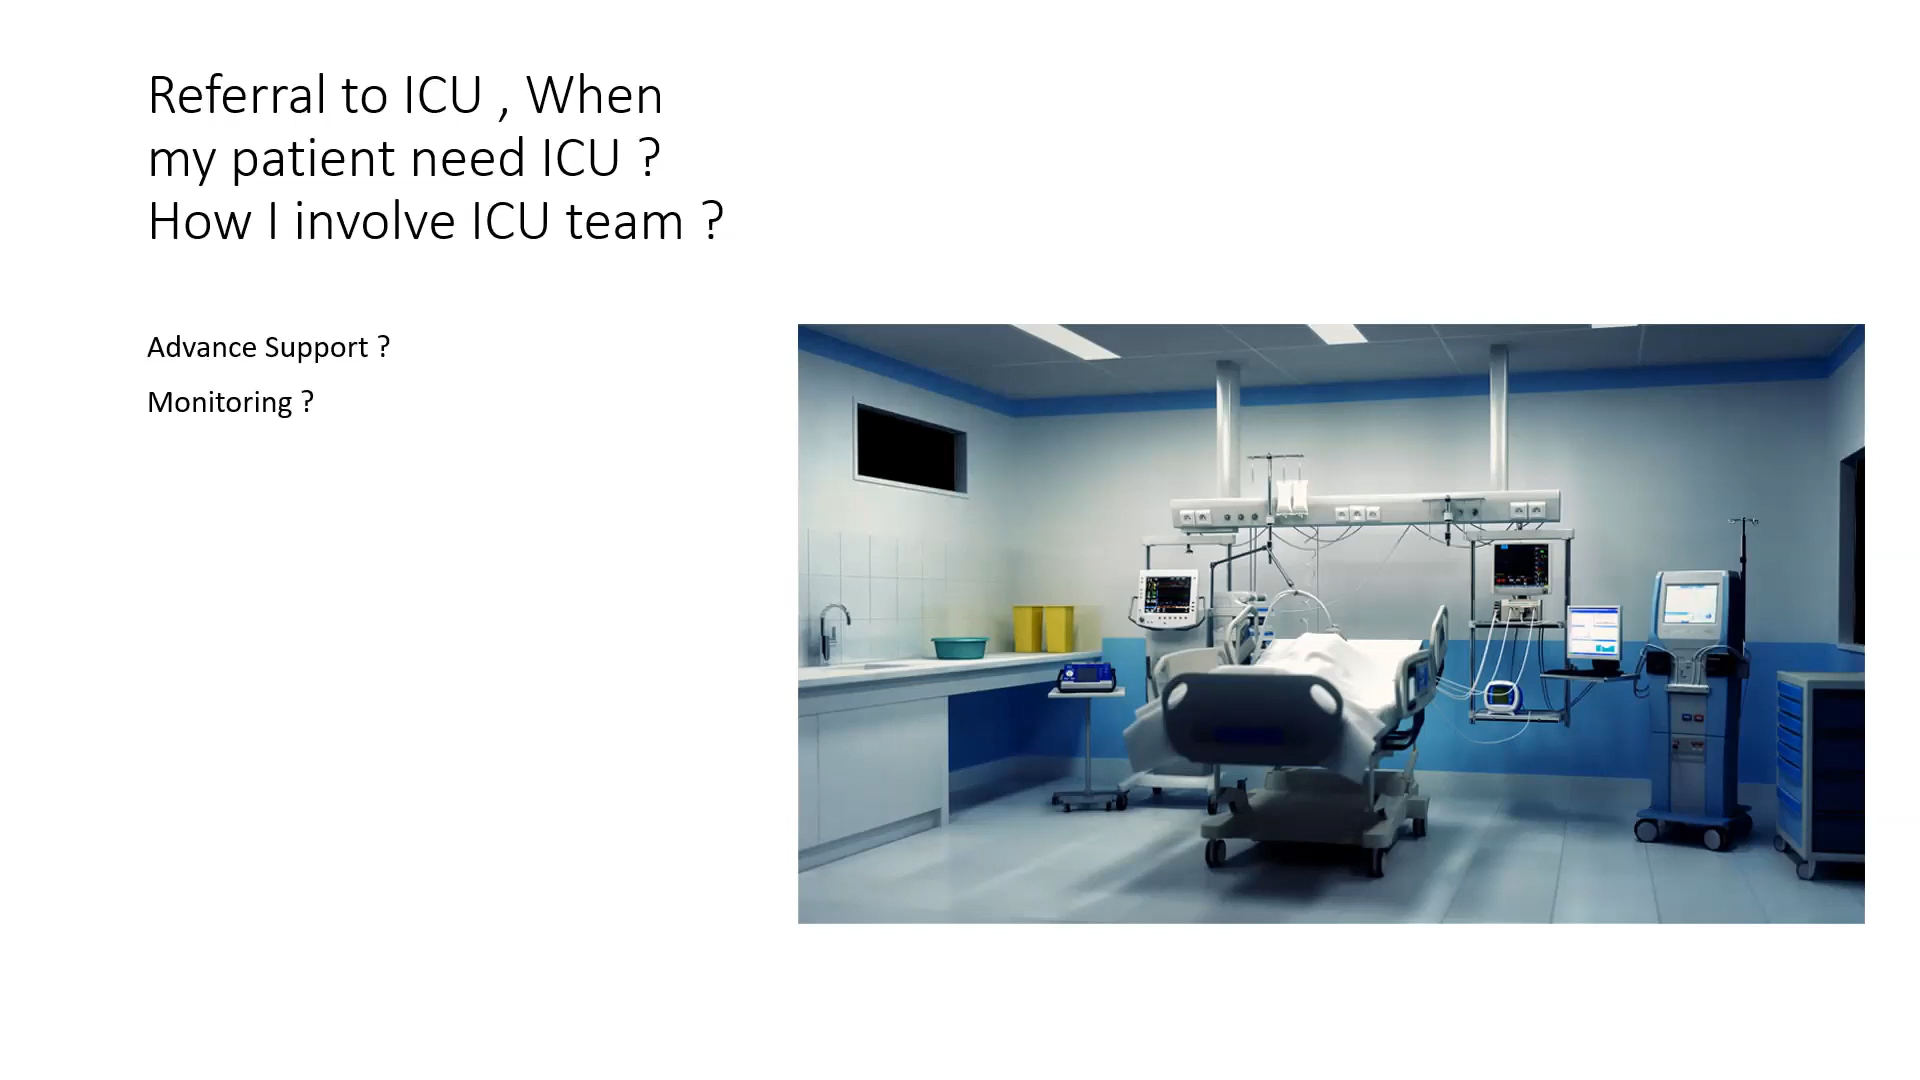 Referral to ICU , When
my patient need ICU ?
How I involve ICU team ?
Advance Support ?
Monitoring ?